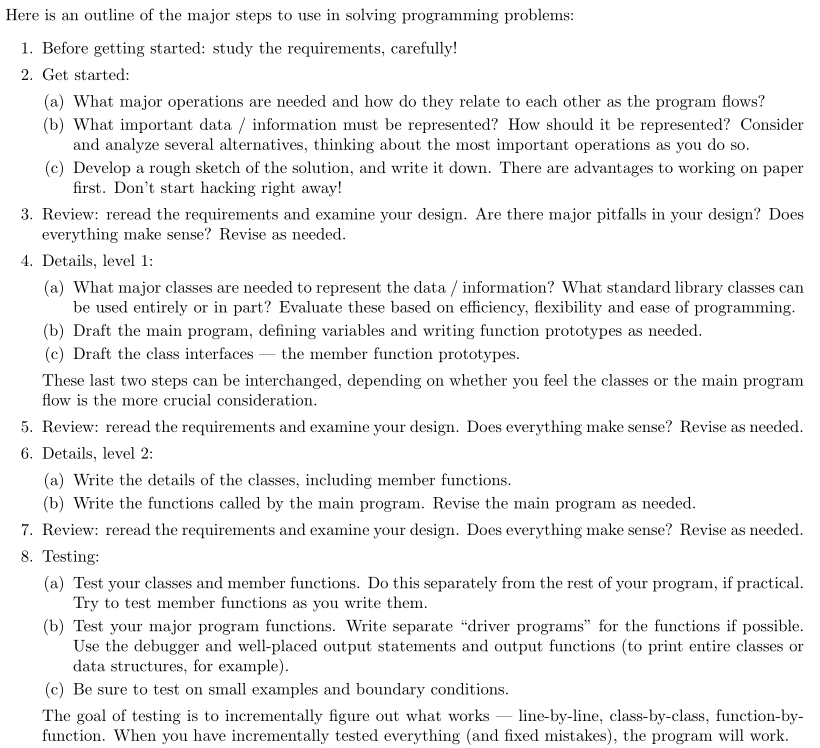 Here is an outline of the major steps to use in solving programming problems:
1. Before getting started: study the requirements, carefully!
2. Get started:
(a) What major operations are needed and how do they relate to each other as the program flows?
(b) What important data / information must be represented? How should it be represented? Consider
and analyze several alternatives, thinking about the most important operations as you do so.
(c) Develop a rough sketch of the solution, and write it down. There are advantages to working on paper
first. Don't start hacking right away!
3. Review: reread the requirements and examine your design. Are there major pitfalls in your design? Does
everything make sense? Revise as needed.
4. Details, level 1:
(a) What major classes are needed to represent the data / information? What standard library classes can
be used entirely or in part? Evaluate these based on efficiency, flexibility and ease of programming.
(b) Draft the main program, defining variables and writing function prototypes as needed.
(c) Draft the class interfaces — the member function prototypes.
These last two steps can be interchanged, depending on whether you feel the classes or the main program
flow is the more crucial consideration.
5. Review: reread the requirements and examine your design. Does everything make sense? Revise as needed.
6. Details, level 2:
(a) Write the details of the classes, including member functions.
(b) Write the functions called by the main program. Revise the main program as needed.
7. Review: reread the requirements and examine your design. Does everything make sense? Revise as needed.
8. Testing:
(a) Test your classes and member functions. Do this separately from the rest of your program, if practical.
Try to test member functions as you write them.
(b) Test your major program functions. Write separate “driver programs” for the functions if possible.
Use the debugger and well-placed output statements and output functions (to print entire classes or
data structures, for example).
(c) Be sure to test on small examples and boundary conditions.
The goal of testing is to incrementally figure out what works — line-by-line, class-by-class, function-by-
function. When you have incrementally tested everything (and fixed mistakes), the program will work.